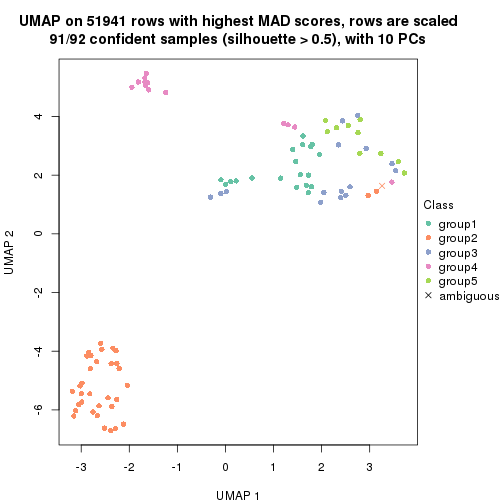 UMAP on 51941 rows with highest MAD scores, rows are scaled
91/92 confident samples (silhouette > 0.5), with 10 PCs
4
2
0
-2
-4
-6
UMAP 2
-3
-2
-1
0
1
2
3
UMAP 1
Class
group1
group2
group3
group4
group5
ambiguous